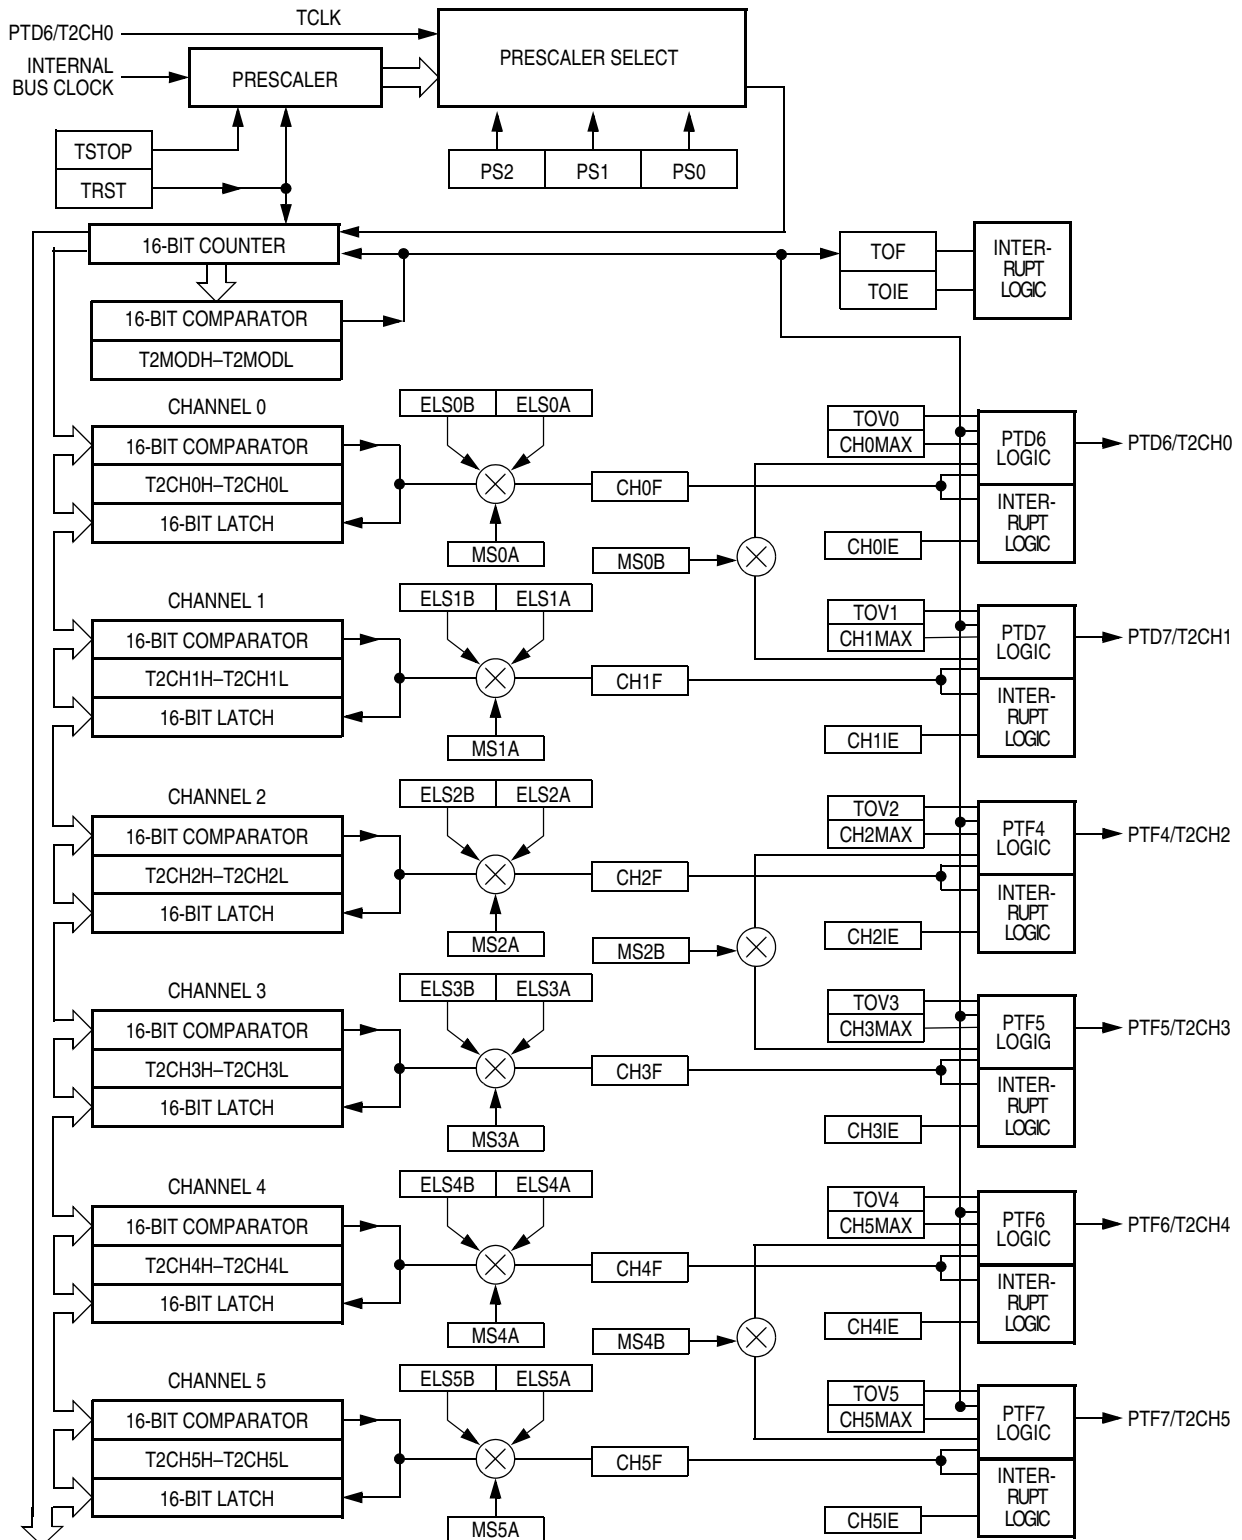 TCLK
PTD6/T2CH0
INTERNAL
BUS CLOCK
PRESCALER
PRESCALER SELECT
TSTOP
TRST
PS2
PS1
PS0
16-BIT COUNTER
TOF
TOIE
INTER-
RUPT
LOGIC
16-BIT COMPARATOR
T2MODH–T2MODL
CHANNEL 0
16-BIT COMPARATOR
T2CH0H–T2CH0L
16-BIT LATCH
ELS0B
ELS0A
MS0A
CH0F
MS0B
TOV0
CH0MAX
CH0IE
PTD6
LOGIC
INTER-
RUPT
LOGIC
PTD6/T2CH0
CHANNEL 1
16-BIT COMPARATOR
T2CH1H–T2CH1L
16-BIT LATCH
ELS1B
ELS1A
MS1A
CH1F
TOV1
CH1MAX
CH1IE
PTD7
LOGIC
INTER-
RUPT
LOGIC
PTD7/T2CH1
CHANNEL 2
16-BIT COMPARATOR
T2CH2H–T2CH2L
16-BIT LATCH
ELS2B
ELS2A
MS2A
CH2F
MS2B
TOV2
CH2MAX
CH2IE
PTF4
LOGIC
INTER-
RUPT
LOGIC
PTF4/T2CH2
CHANNEL 3
16-BIT COMPARATOR
T2CH3H–T2CH3L
16-BIT LATCH
ELS3B
ELS3A
MS3A
CH3F
TOV3
CH3MAX
CH3IE
PTF5
LOGIG
INTER-
RUPT
LOGIC
PTF5/T2CH3
CHANNEL 4
16-BIT COMPARATOR
T2CH4H–T2CH4L
16-BIT LATCH
ELS4B
ELS4A
MS4A
CH4F
MS4B
TOV4
CH5MAX
CH4IE
PTF6
LOGIC
INTER-
RUPT
LOGIC
PTF6/T2CH4
CHANNEL 5
16-BIT COMPARATOR
T2CH5H–T2CH5L
16-BIT LATCH
ELS5B
ELS5A
MS5A
CH5F
TOV5
CH5MAX
CH5IE
PTF7
LOGIC
INTER-
RUPT
LOGIC
PTF7/T2CH5